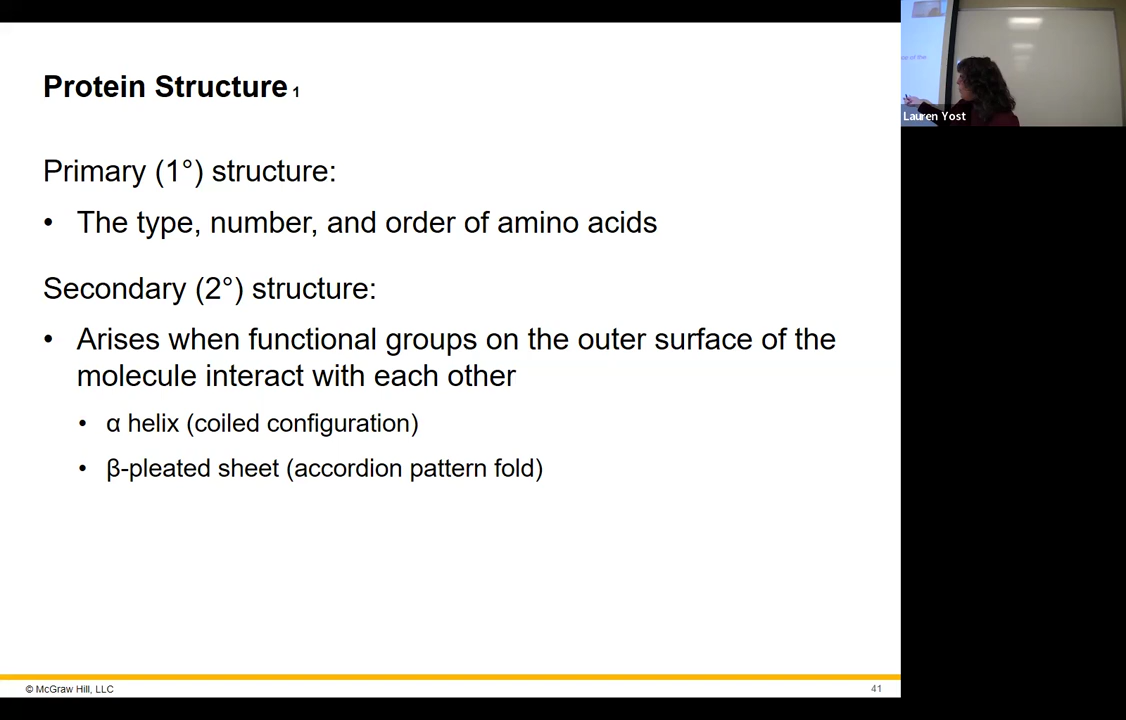 Protein Structure 1
Primary (1°) structure:
• The type, number, and order of amino acids
Secondary (2°) structure:
• Arises when functional groups on the outer surface of the
molecule interact with each other
• α helix (coiled configuration)
• β-pleated sheet (accordion pattern fold)
© McGraw Hill, LLC
41
Lauren Yost